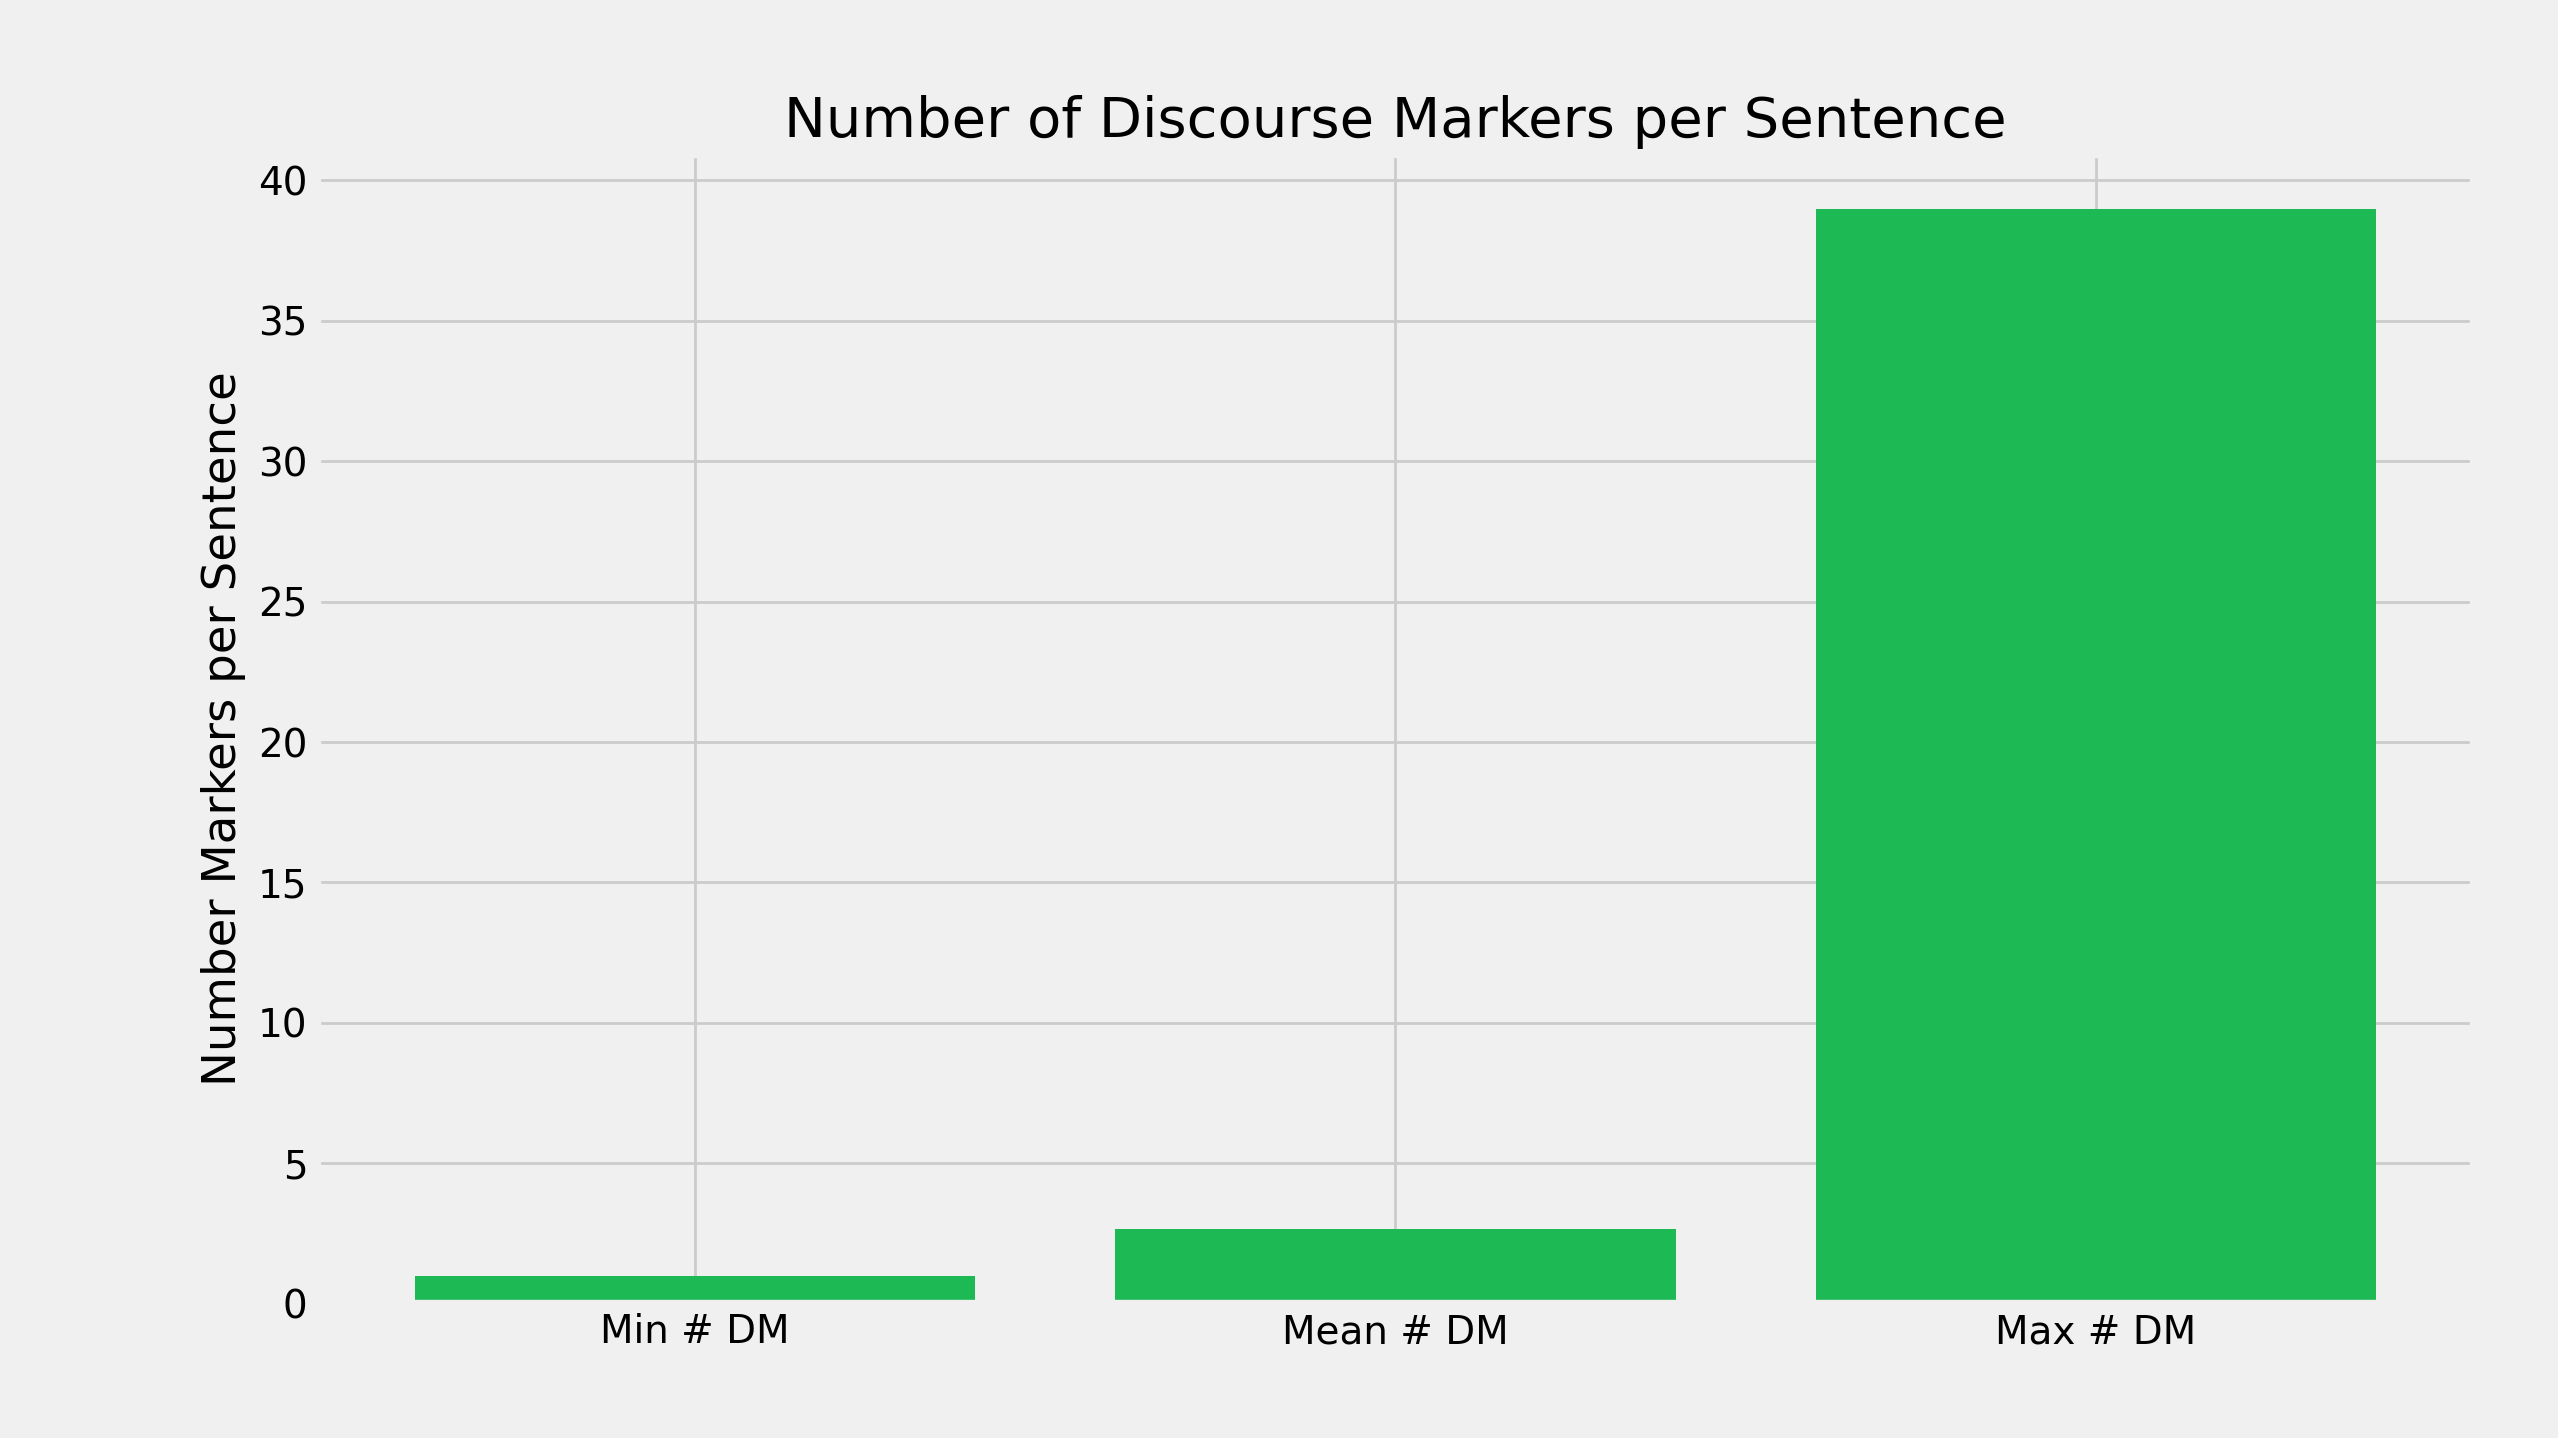 Number of Discourse Markers per Sentence
Number Markers per Sentence
40
35
30
25
20
15
10
5
0
Min # DM
Mean # DM
Max # DM